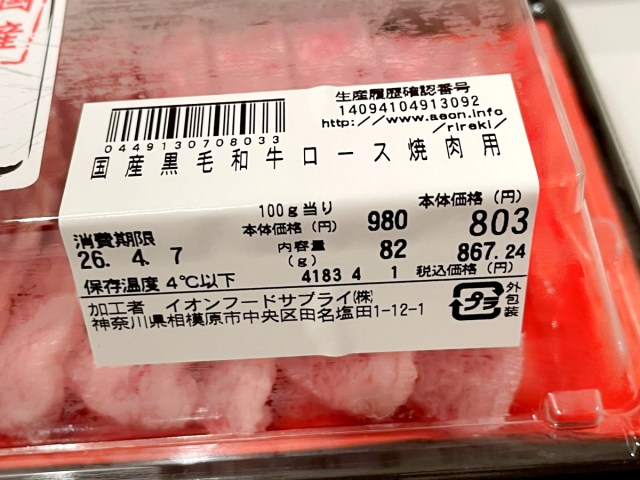 国産
0449130708033
生産履歴確認番号
14094104913092
http://www.aeon.info
/rireki/
国産黒毛和牛ロース焼肉用
消費期限
26. 4. 7
100g当り
本体価格 (円) 980
本体価格 (円)
803
内容量
(g) 82
867.24
税込価格 (円)
保存温度 4℃以下
4183 4 1
加工者 イオンフードサプライ㈱
神奈川県相模原市中央区田名塩田1-12-1
プラ
外包装